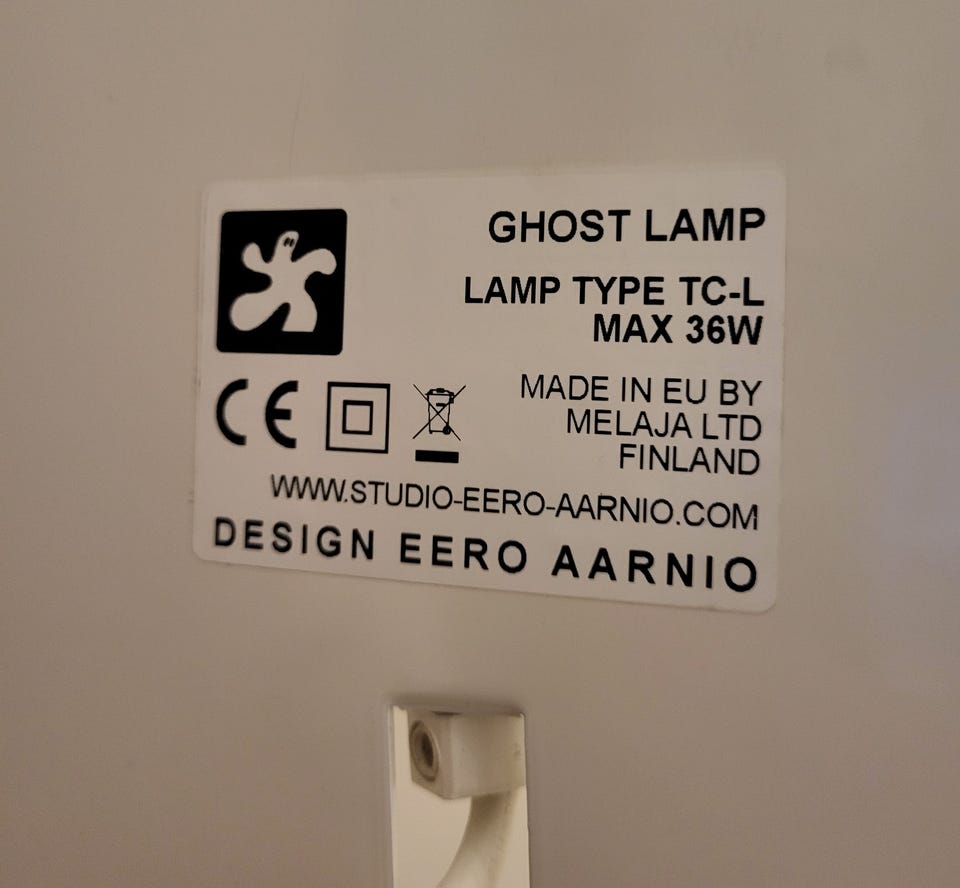 GHOST LAMP
LAMP TYPE TC-L
MAX 36W
CE
MADE IN EU BY
MELAJA LTD
FINLAND
WWW.STUDIO-EERO-AARNIO.COM
DESIGN EERO AARNIO